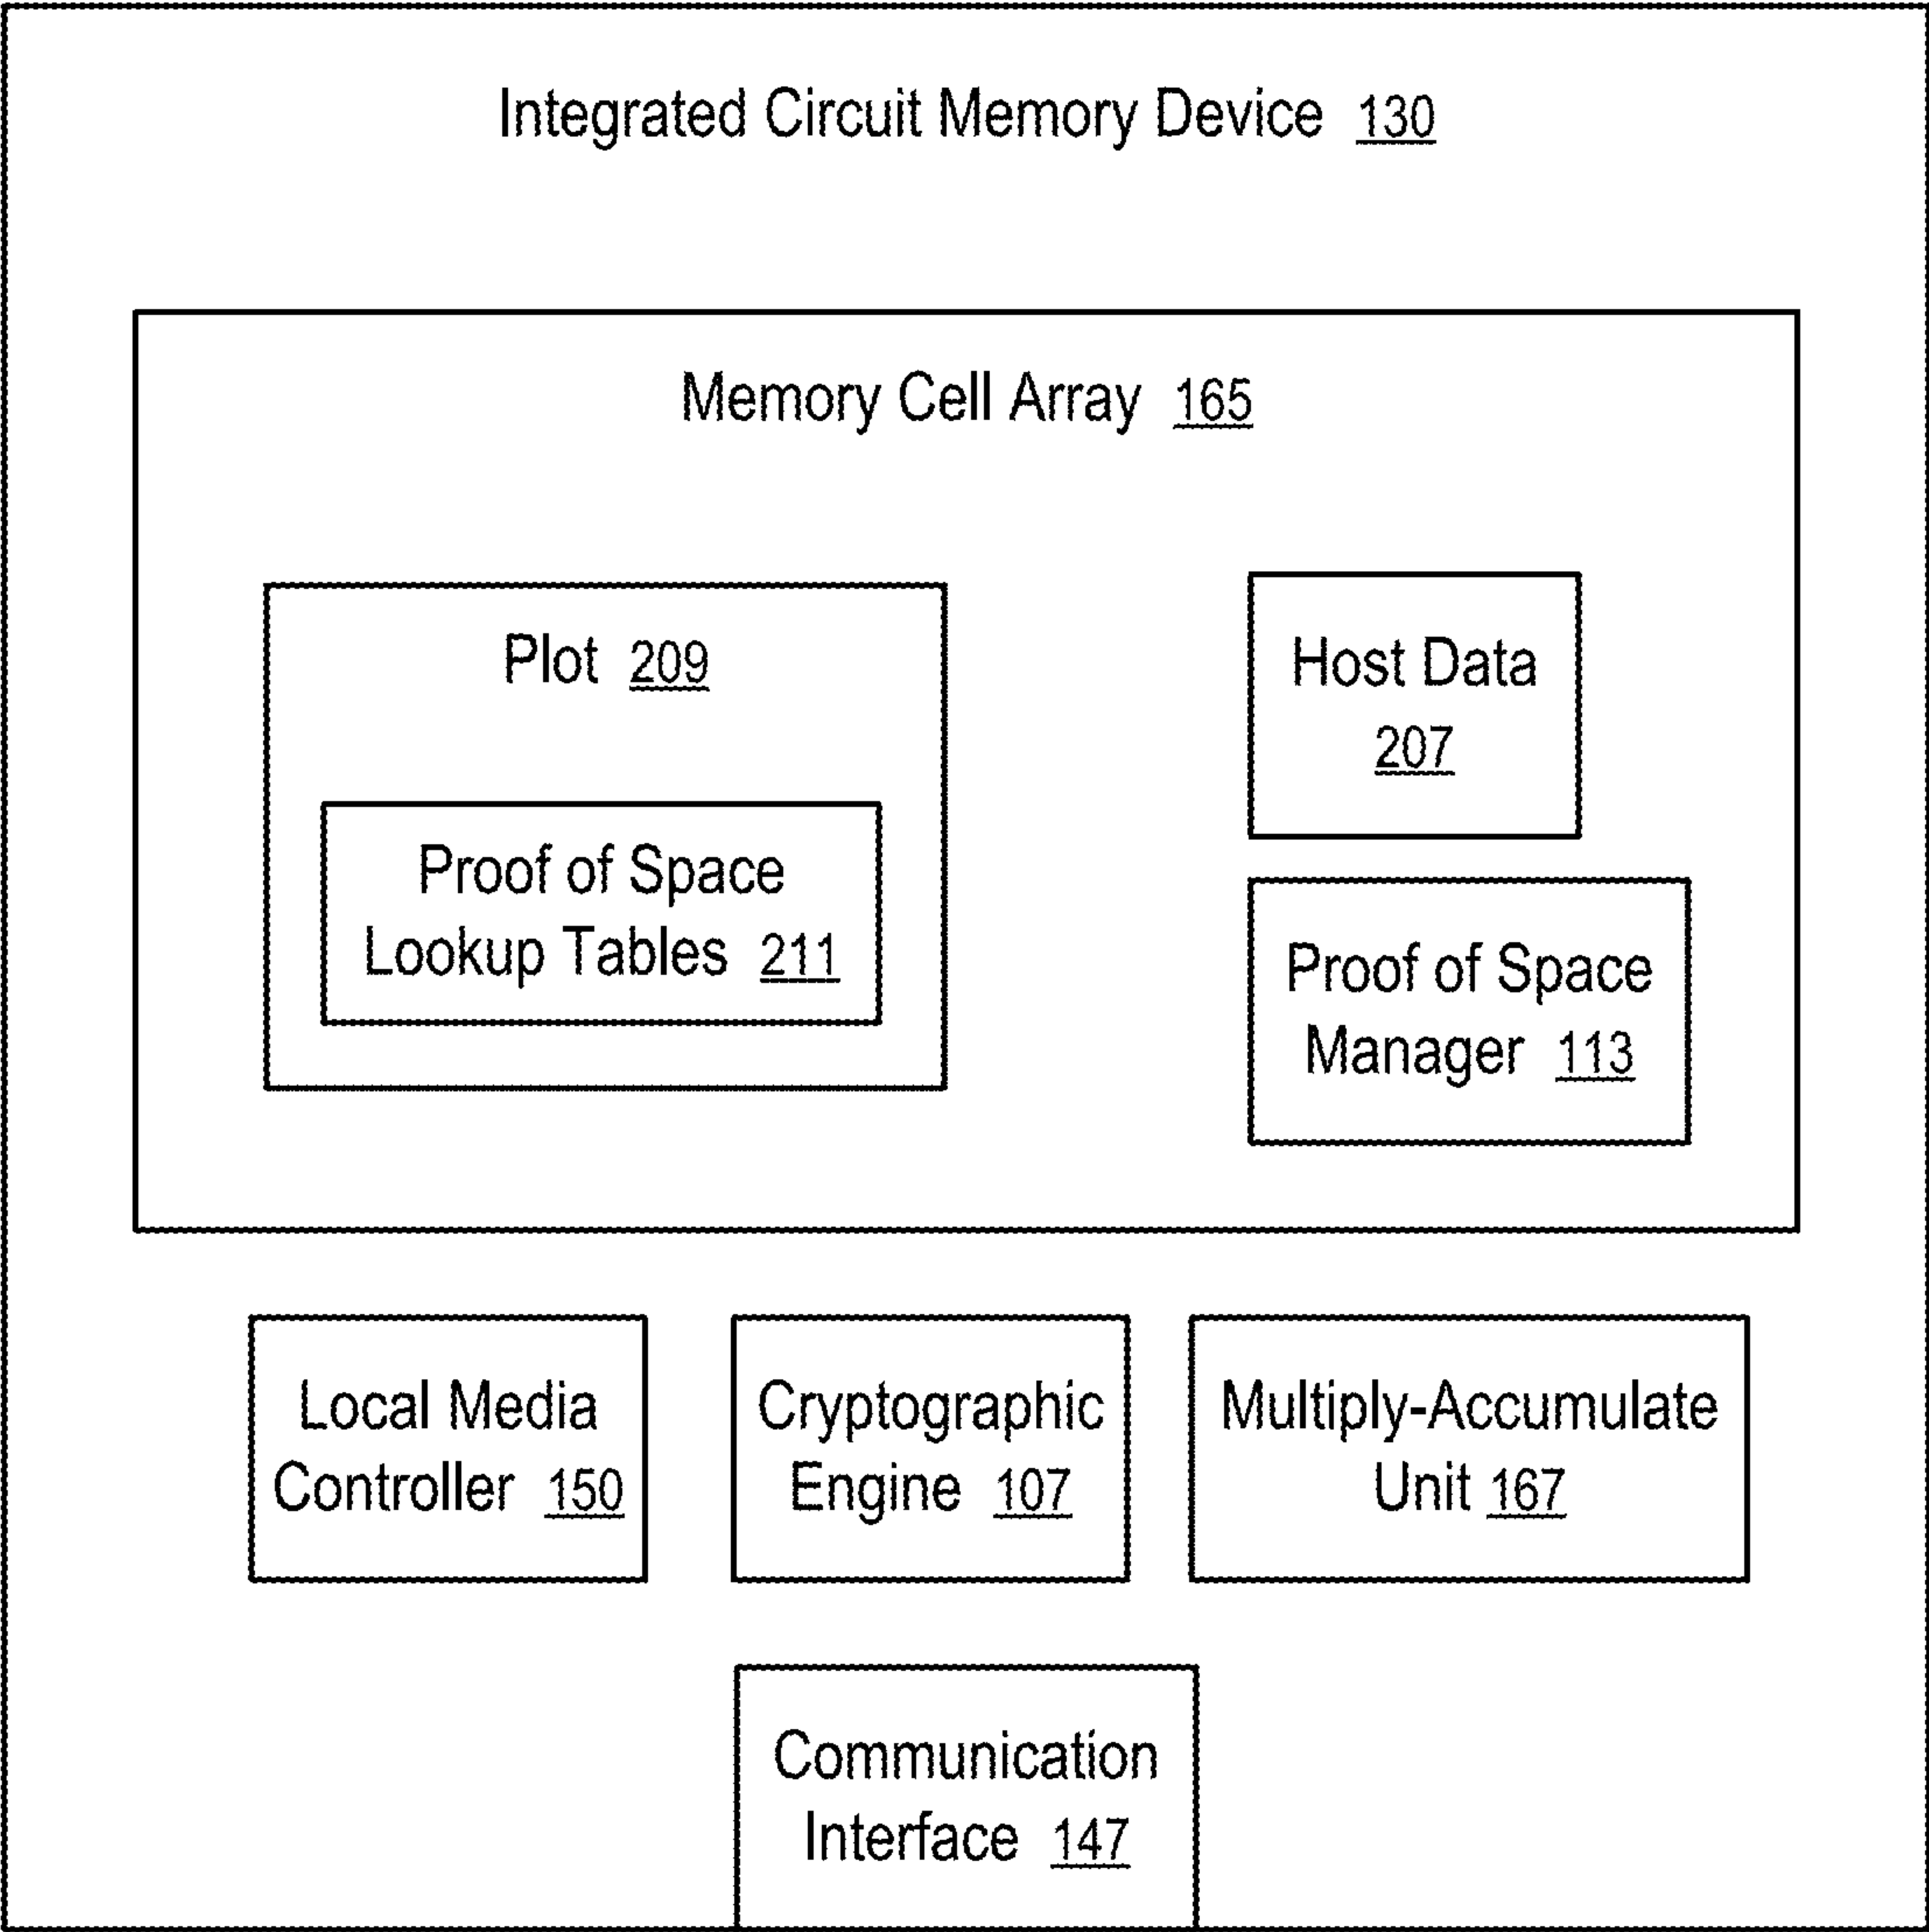 Integrated Circuit Memory Device 130
Memory Cell Array 165
Plot 209
Proof of Space
Lookup Tables 211
Host Data
207
Proof of Space
Manager 113
Local Media
Controller 150
Cryptographic
Engine 107
Multiply-Accumulate
Unit 167
Communication
Interface 147